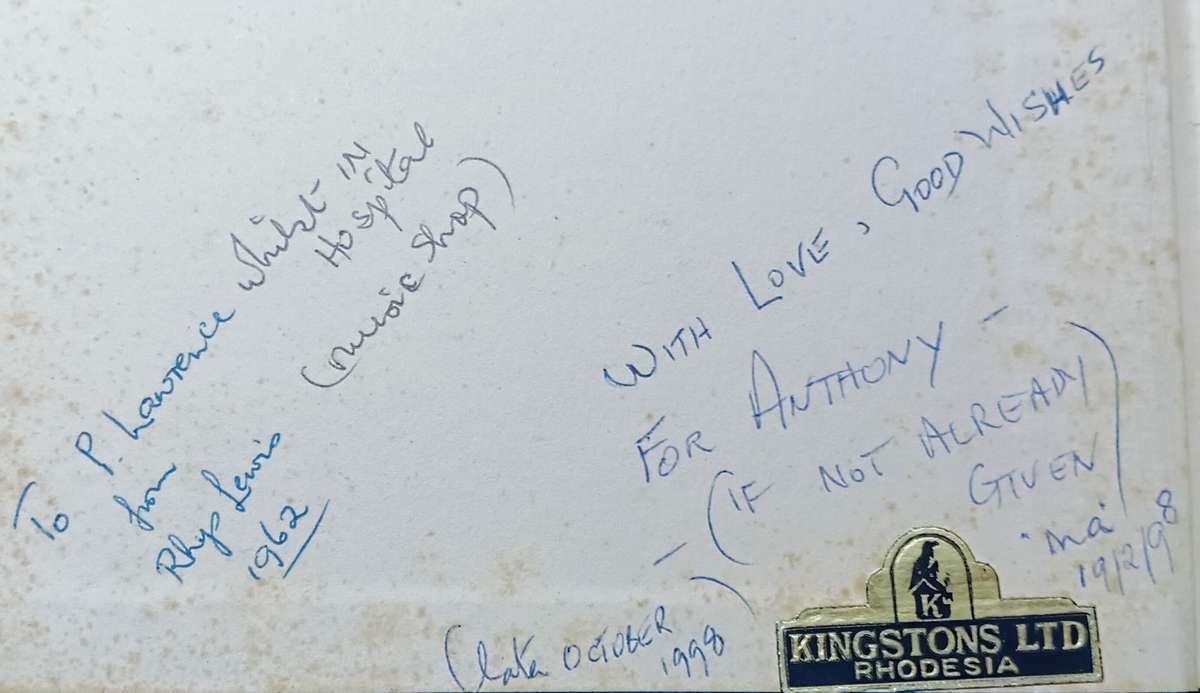 To P. Lawrence whilst IN
Hospital
from
(music shop)
Rhys Lewis
1962
WITH LOVE, GOOD WISHES
FOR ANTHONY –
(IF NOT ALREADY
GIVEN)
'Ma'
19/2/98
(late OCTOBER
1998)
K
KINGSTONS LTD
RHODESIA